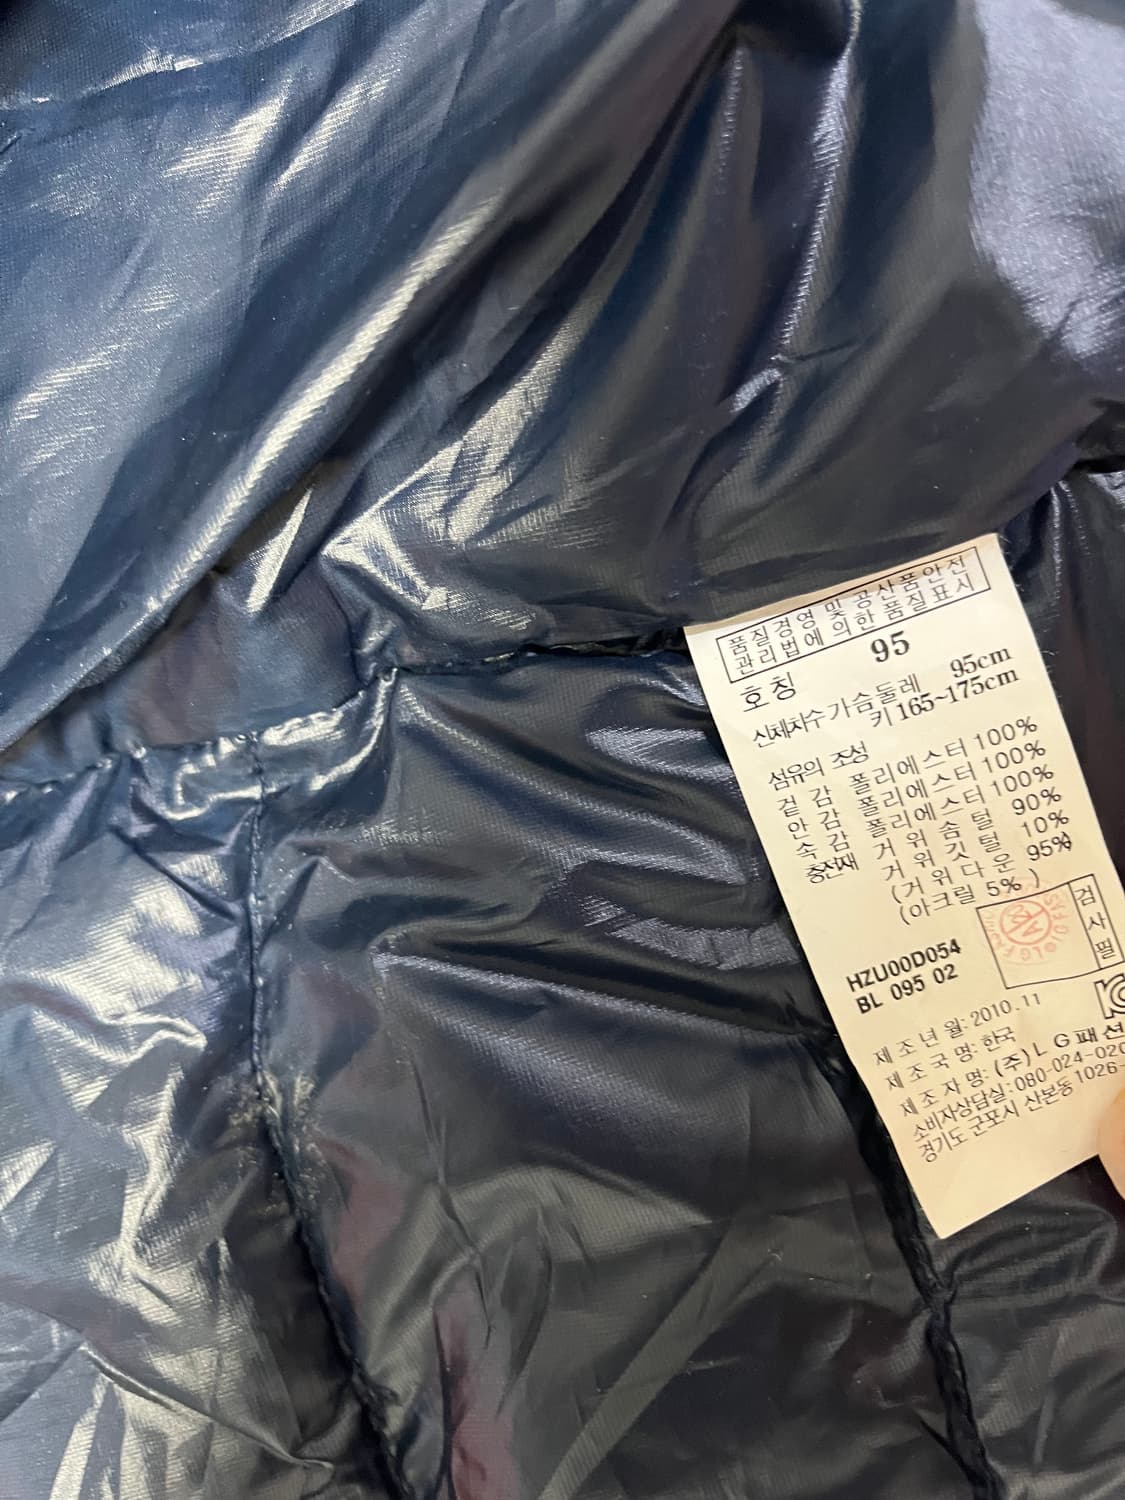 품질경영 및 공산품안전
관리법에 의한 품질표시
호칭 95
신체치수 가슴둘레 95cm
키 165~175cm
섬유의 조성
겉감 폴리에스터 100%
안감 폴리에스터 100%
속감 폴리에스터 100%
충전재 거위솜털 90%
거위깃털 10%
(거위다운 95%
(아크릴 5% )
검사필
HZU00D054
BL 095 02
제조년월: 2010.11
제조국명: 한국
제조자명: (주)LG패션
소비자상담실: 080-024-020
경기도 군포시 산본동 1026-